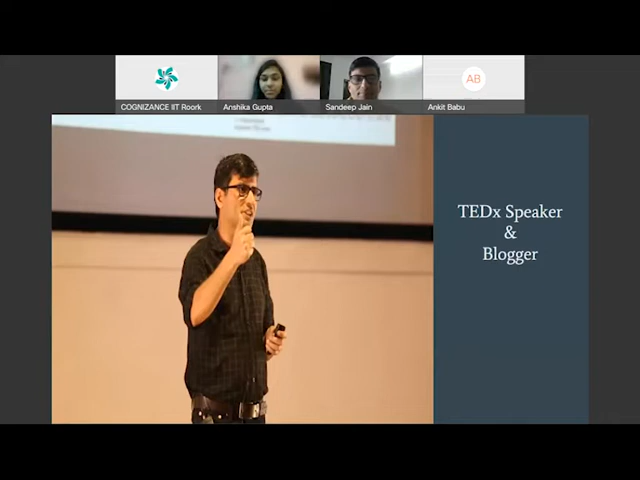 COGNIZANCE IIT Roork
Anshika Gupta
Sandeep Jain
AB
Ankit Babu
TEDx Speaker
&
Blogger